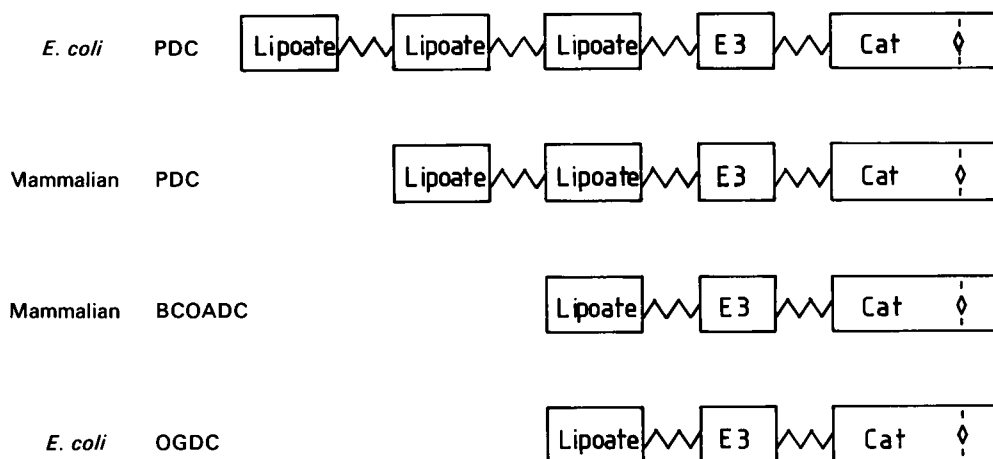 E. coli PDC Lipoate Lipoate Lipoate E3 Cat
Mammalian PDC Lipoate Lipoate E3 Cat
Mammalian BCOADC Lipoate E3 Cat
E. coli OGDC Lipoate E3 Cat